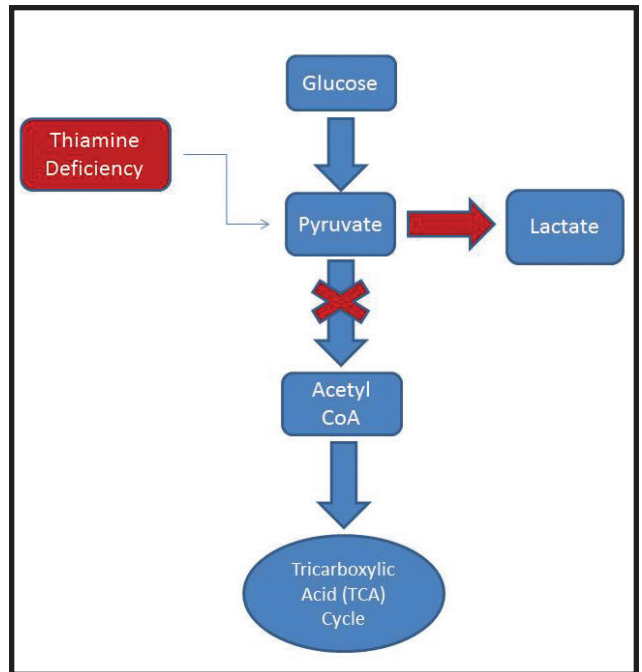 Glucose
Thiamine
Deficiency
Pyruvate
Lactate
Acetyl
CoA
Tricarboxylic
Acid (TCA)
Cycle